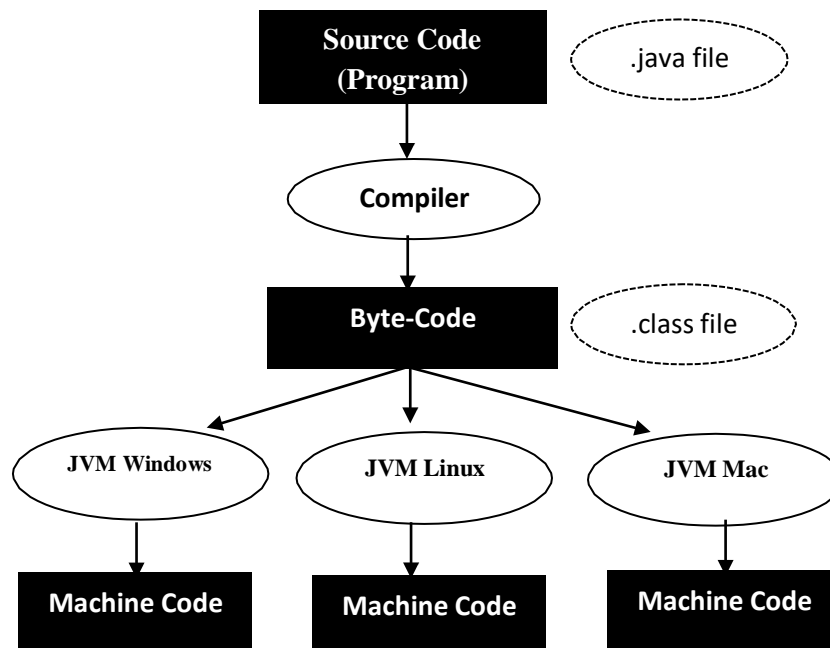 Source Code
(Program)
.java file
Compiler
Byte-Code
.class file
JVM Windows
JVM Linux
JVM Mac
Machine Code
Machine Code
Machine Code